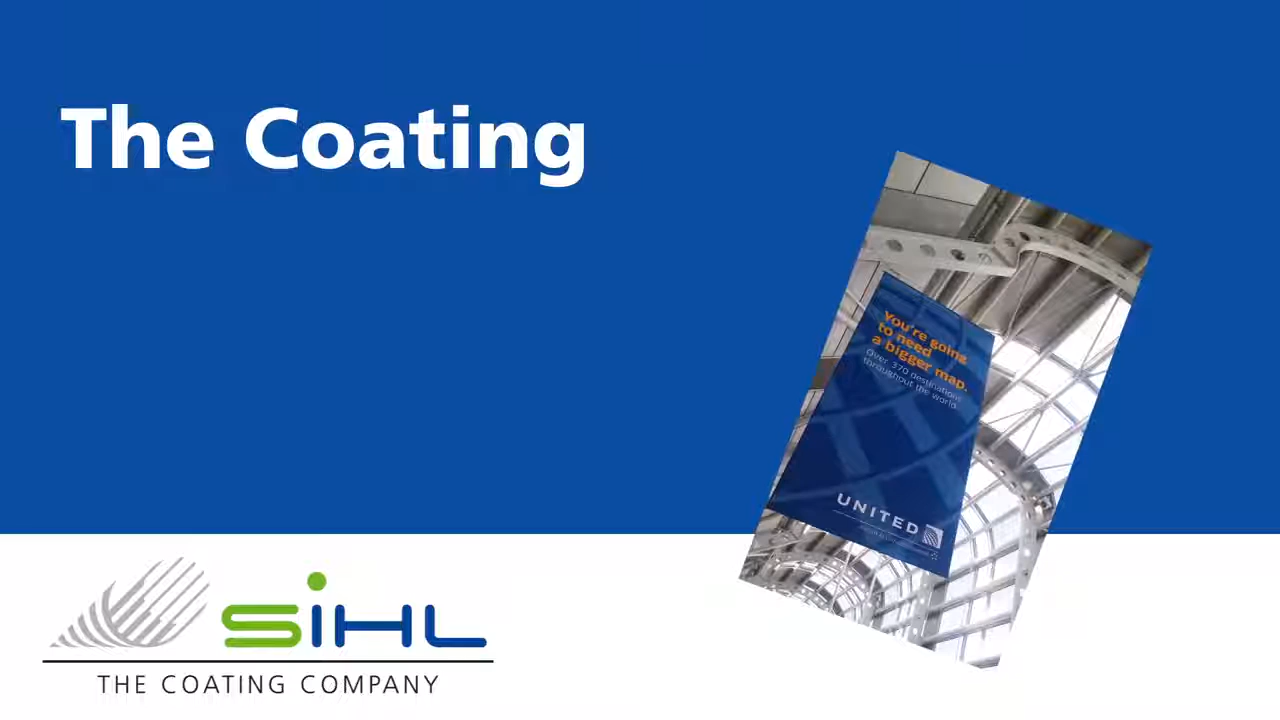 The Coating
You're going
to need
a bigger map.
Over 370 destinations
throughout the world.
UNITED
SIHL
THE COATING COMPANY